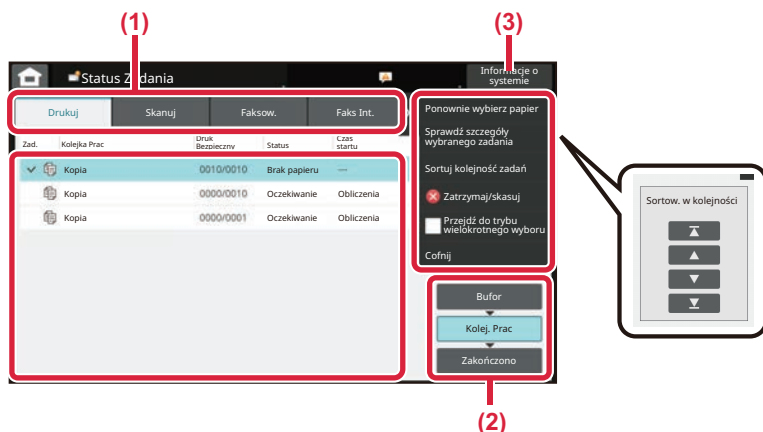 (1)
(3)
Status Zadania
Informacje o
systemie
Drukuj
Skanuj
Faksow.
Faks Int.
Zad.
Kolejka Prac
Druk
Bezpieczny
Status
Czas
startu
Kopia
0010/0010
Brak papieru
—
Kopia
0000/0010
Oczekiwanie
Obliczenia
Kopia
0000/0001
Oczekiwanie
Obliczenia
Ponownie wybierz papier
Sprawdź szczegóły
wybranego zadania
Sortuj kolejność zadań
Zatrzymaj/skasuj
Przejdź do trybu
wielokrotnego wyboru
Cofnij
Bufor
Kolej. Prac
Zakończono
Sortow. w kolejności
(2)